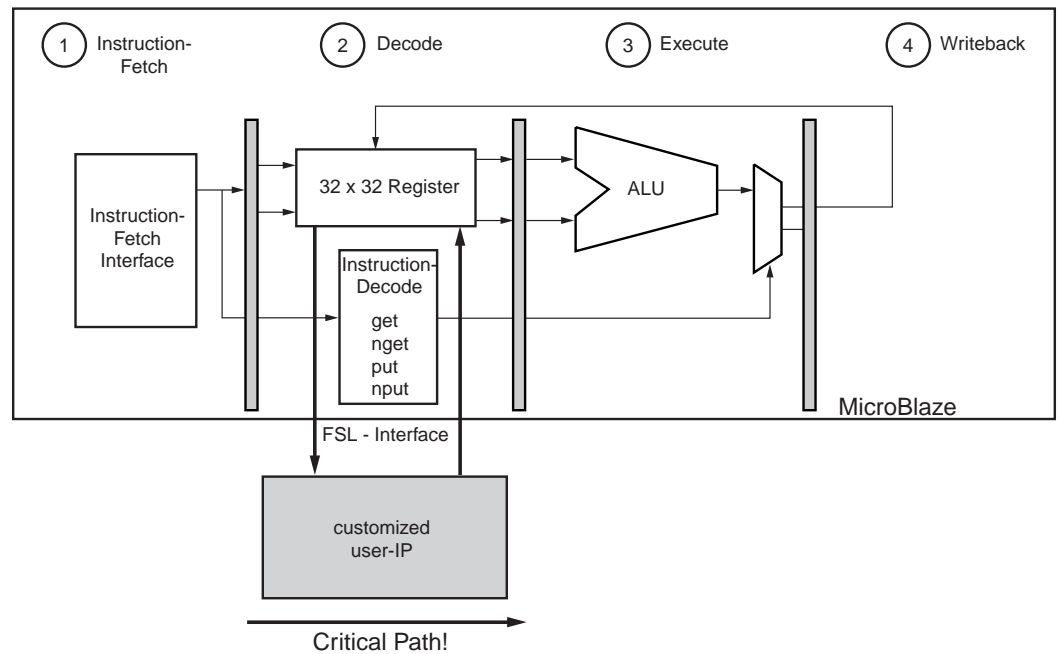 1 Instruction-
Fetch
2 Decode
3 Execute
4 Writeback
Instruction-
Fetch
Interface
32 x 32 Register
Instruction-
Decode
get
nget
put
nput
ALU
MicroBlaze
FSL - Interface
customized
user-IP
Critical Path!